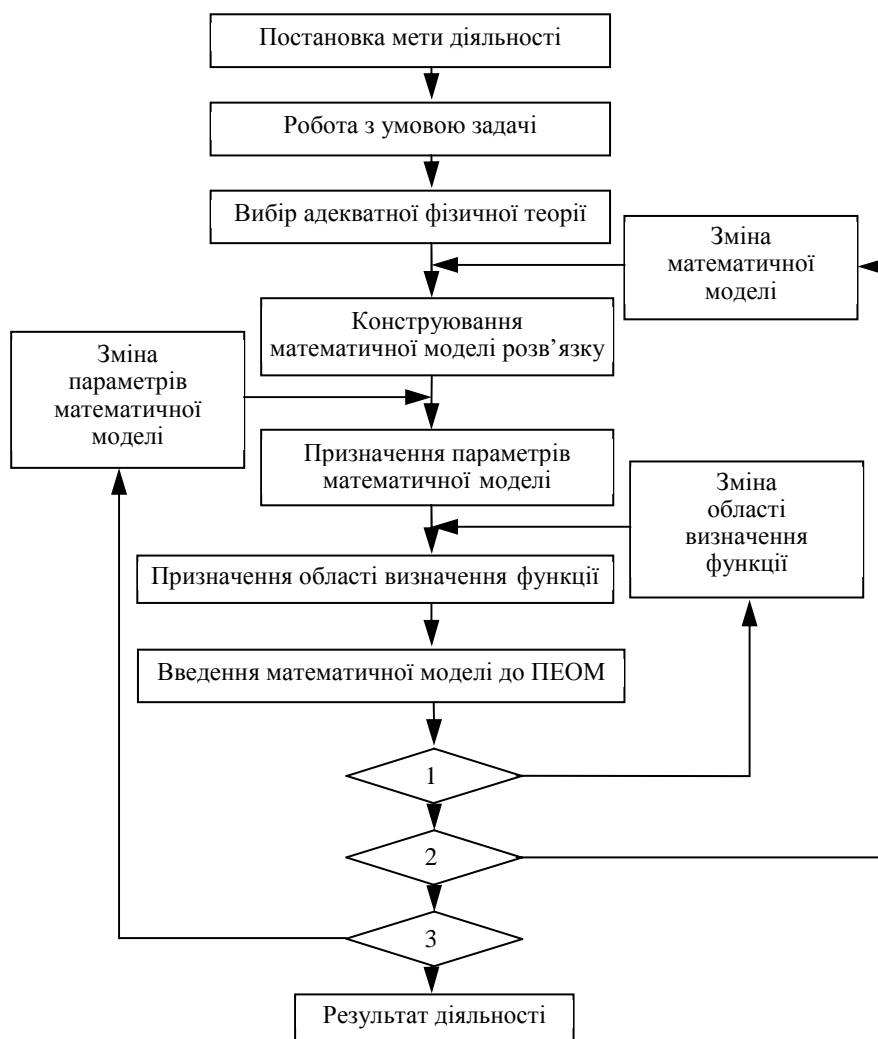 Постановка мети діяльності
Робота з умовою задачі
Вибір адекватної фізичної теорії
Зміна
математичної
моделі
Конструювання
математичної моделі розв’язку
Зміна
параметрів
математичної
моделі
Призначення параметрів
математичної моделі
Зміна
області
визначення
функції
Призначення області визначення функції
Введення математичної моделі до ПЕОМ
1
2
3
Результат діяльності